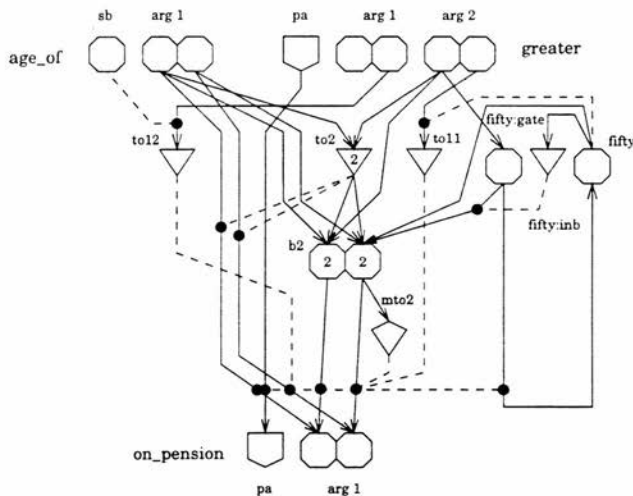 sb arg 1 pa arg 1 arg 2
age_of greater
to12 to2 to11 fifty:gate fifty
2
fifty:inb
b2 2 2
mto2
on_pension
pa arg 1